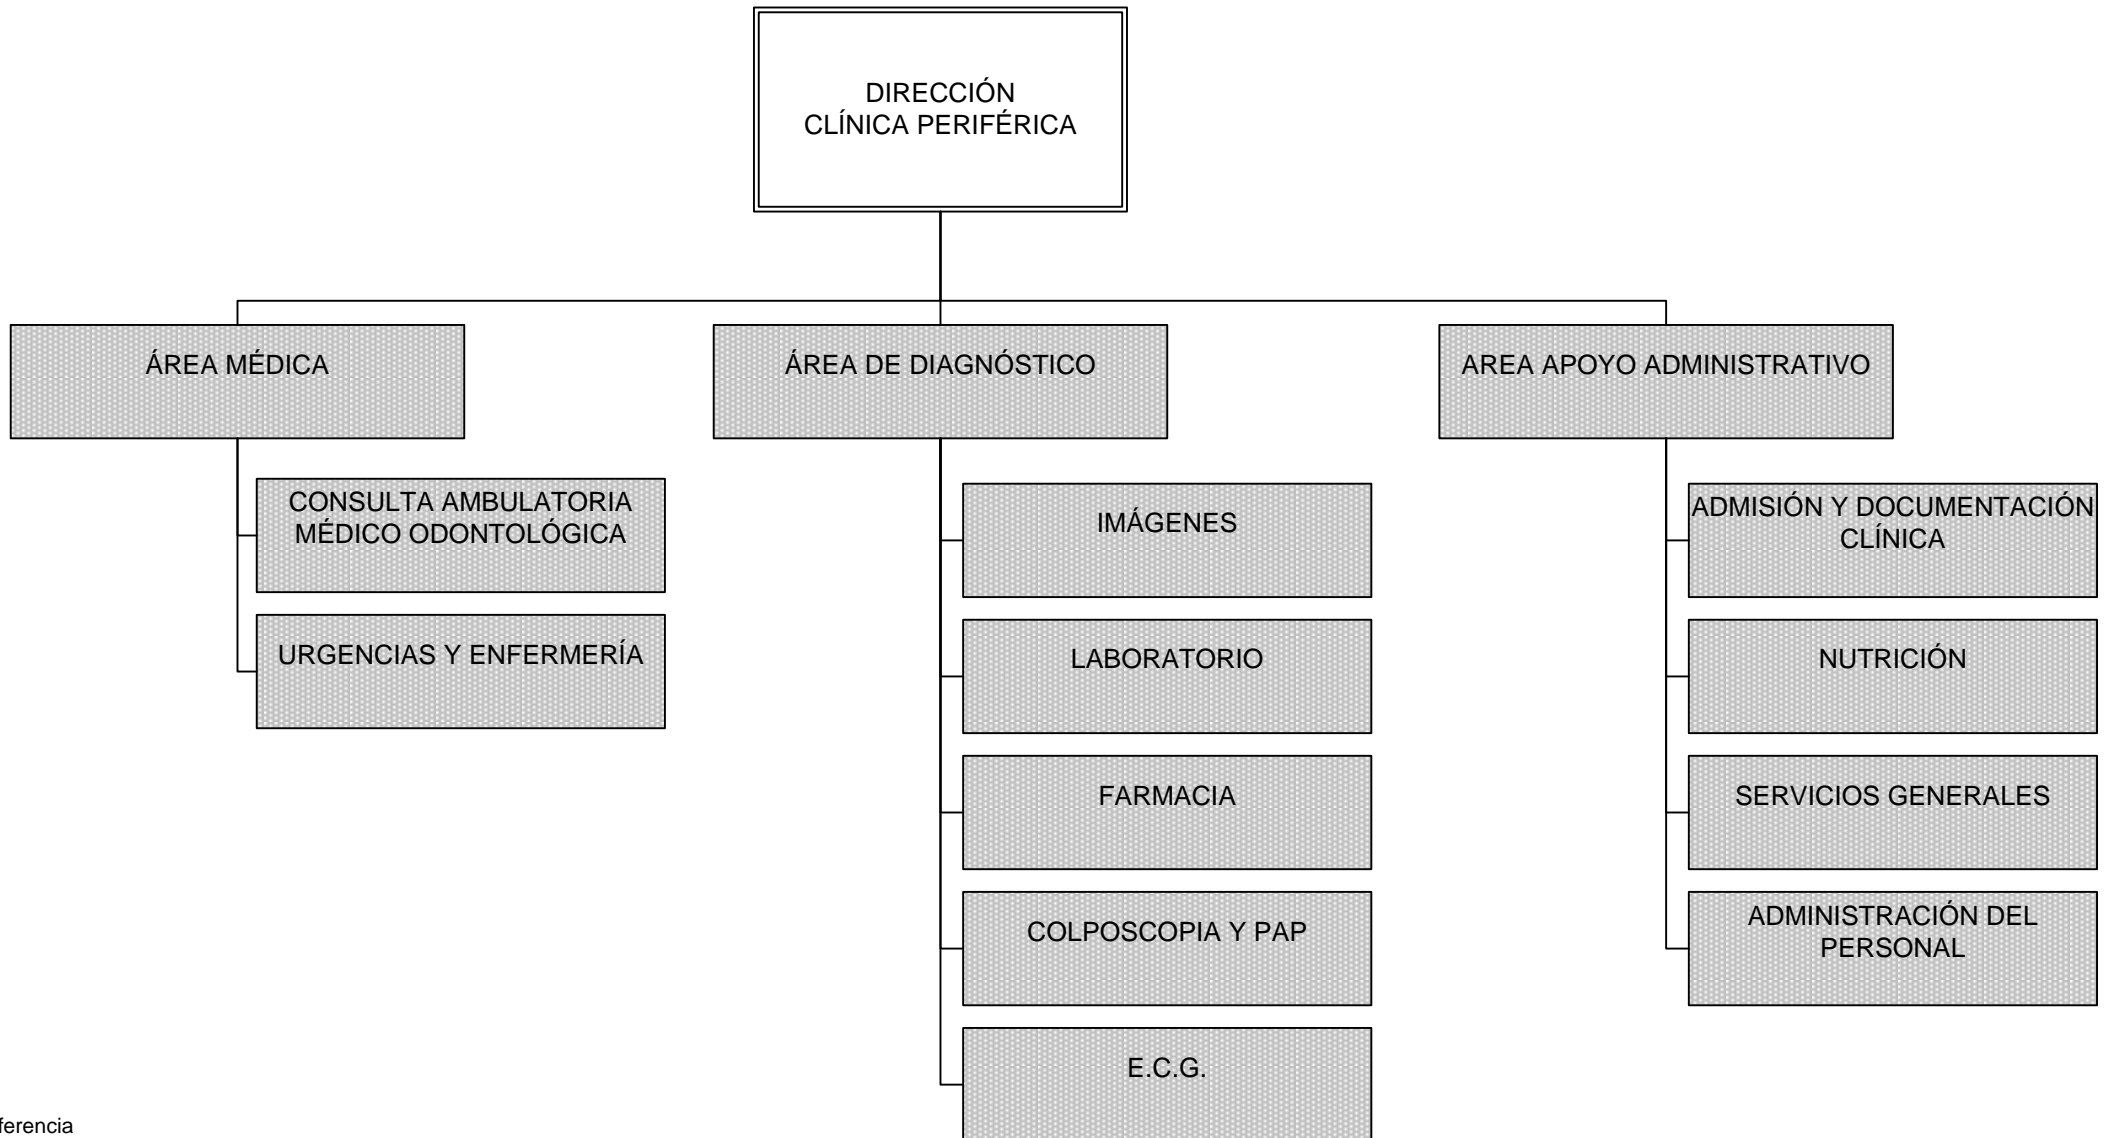 DIRECCIÓN
CLÍNICA PERIFÉRICA
ÁREA MÉDICA
ÁREA DE DIAGNÓSTICO
AREA APOYO ADMINISTRATIVO
CONSULTA AMBULATORIA
MÉDICO ODONTOLÓGICA
URGENCIAS Y ENFERMERÍA
IMÁGENES
LABORATORIO
FARMACIA
COLPOSCOPIA Y PAP
E.C.G.
ADMISIÓN Y DOCUMENTACIÓN
CLÍNICA
NUTRICIÓN
SERVICIOS GENERALES
ADMINISTRACIÓN DEL
PERSONAL
ferencia